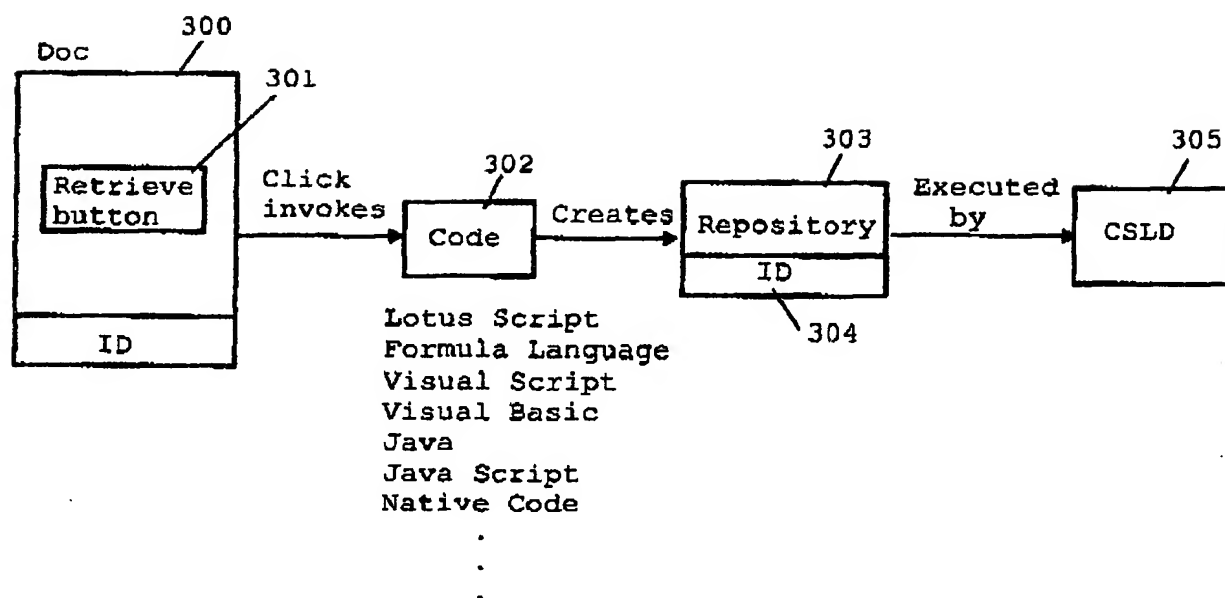 300
Doc
301
Retrieve
button
ID
Click
invokes
302
Code
Creates
303
Repository
ID
304
Executed
by
305
CSLD
Lotus Script
Formula Language
Visual Script
Visual Basic
Java
Java Script
Native Code
.
.
.